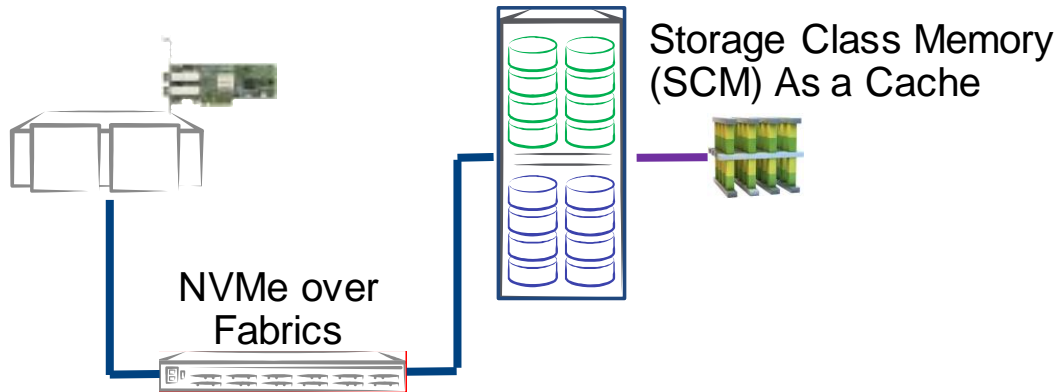 Storage Class Memory
(SCM) As a Cache
NVMe over
Fabrics